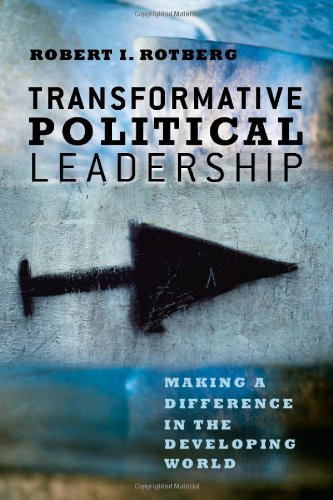 ROBERT I. ROTBERG
TRANSFORMATIVE
POLITICAL
LEADERSHIP
MAKING A
DIFFERENCE
IN THE
DEVELOPING
WORLD